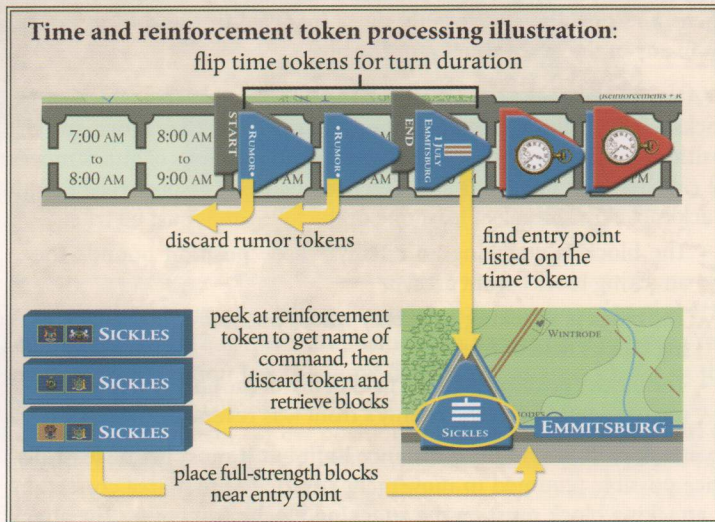 Time and reinforcement token processing illustration:
flip time tokens for turn duration
7:00 AM
to
8:00 AM
8:00 AM
to
9:00 AM
START
•RUMOR•
•RUMOR•
END
1 JULY
EMMITSBURG
discard rumor tokens
find entry point
listed on the
time token
peek at reinforcement
token to get name of
command, then
discard token and
retrieve blocks
SICKLES
SICKLES
SICKLES
WINTRODE
SICKLES
EMMITSBURG
place full-strength blocks
near entry point